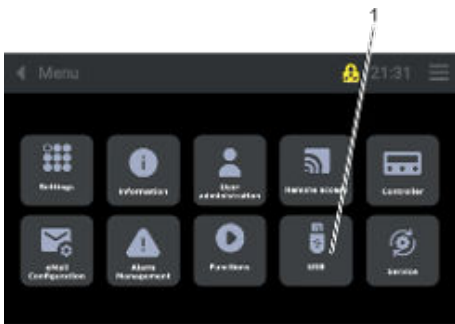 1
Menu
21:31
Settings
Information
User
administration
Remote access
Controller
eMail
Configuration
Alarm
Management
Functions
USB
Service